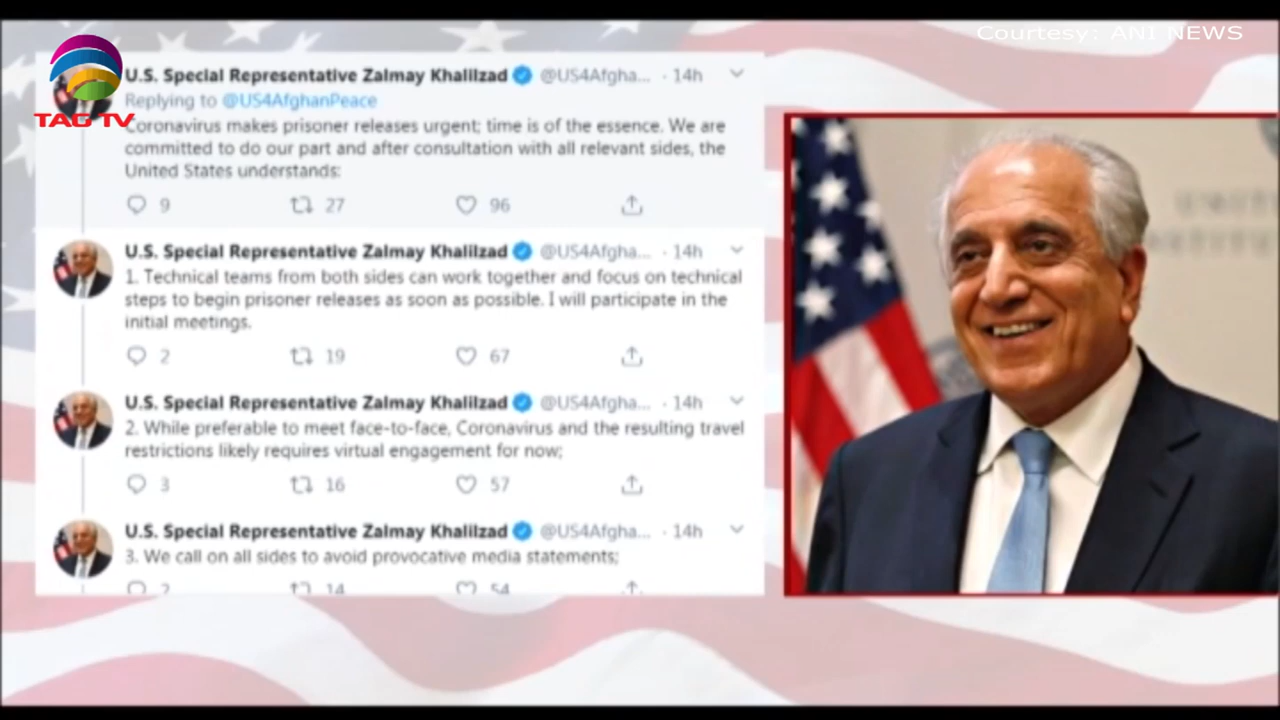 Courtesy: ANI NEWS
TAG TV
U.S. Special Representative Zalmay Khalilzad @US4Afgha... · 14h
Replying to @US4AfghanPeace
Coronavirus makes prisoner releases urgent; time is of the essence. We are
committed to do our part and after consultation with all relevant sides, the
United States understands:
9 27 96
U.S. Special Representative Zalmay Khalilzad @US4Afgha... · 14h
1. Technical teams from both sides can work together and focus on technical
steps to begin prisoner releases as soon as possible. I will participate in the
initial meetings.
2 19 67
U.S. Special Representative Zalmay Khalilzad @US4Afgha... · 14h
2. While preferable to meet face-to-face, Coronavirus and the resulting travel
restrictions likely requires virtual engagement for now;
3 16 57
U.S. Special Representative Zalmay Khalilzad @US4Afgha... · 14h
3. We call on all sides to avoid provocative media statements;
2 14 54